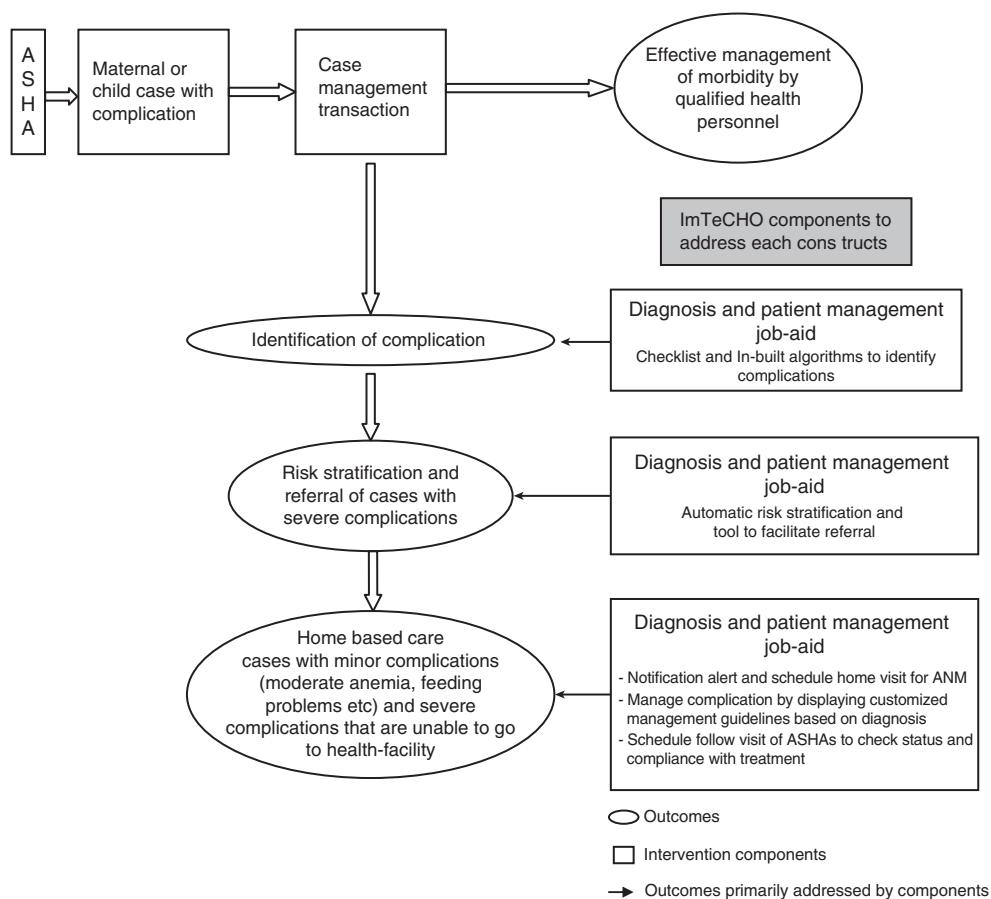 A
S
H
A
Maternal or
child case with
complication
Case
management
transaction
Effective management
of morbidity by
qualified health
personnel
ImTeCHO components to
address each cons tructs
Identification of complication
Diagnosis and patient management
job-aid
Checklist and In-built algorithms to identify
complications
Risk stratification and
referral of cases with
severe complications
Diagnosis and patient management
job-aid
Automatic risk stratification and
tool to facilitate referral
Home based care
cases with minor complications
(moderate anemia, feeding
problems etc) and severe
complications that are unable to go
to health-facility
Diagnosis and patient management
job-aid
- Notification alert and schedule home visit for ANM
- Manage complication by displaying customized
management guidelines based on diagnosis
- Schedule follow visit of ASHAs to check status and
compliance with treatment
Outcomes
Intervention components
Outcomes primarily addressed by components